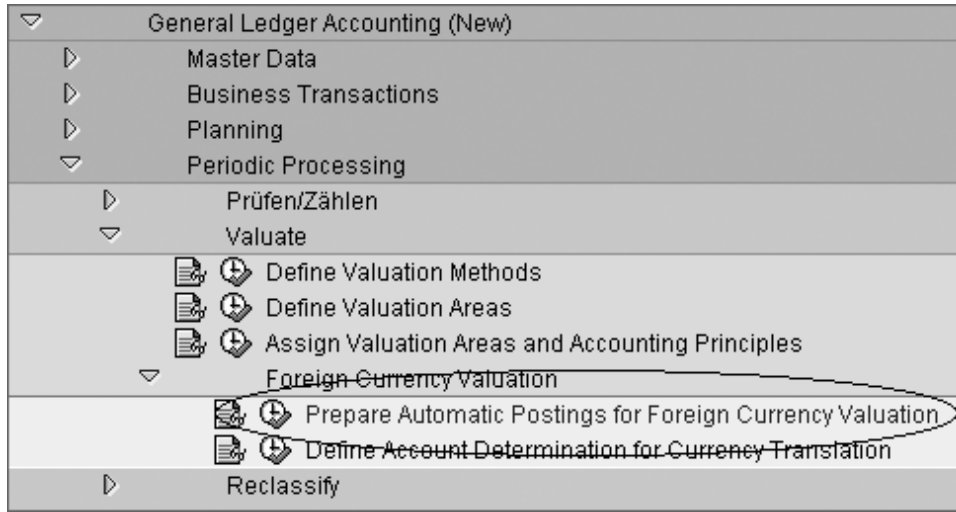 General Ledger Accounting (New)
Master Data
Business Transactions
Planning
Periodic Processing
Prüfen/Zählen
Valuate
Define Valuation Methods
Define Valuation Areas
Assign Valuation Areas and Accounting Principles
Foreign Currency Valuation
Prepare Automatic Postings for Foreign Currency Valuation
Define Account Determination for Currency Translation
Reclassify